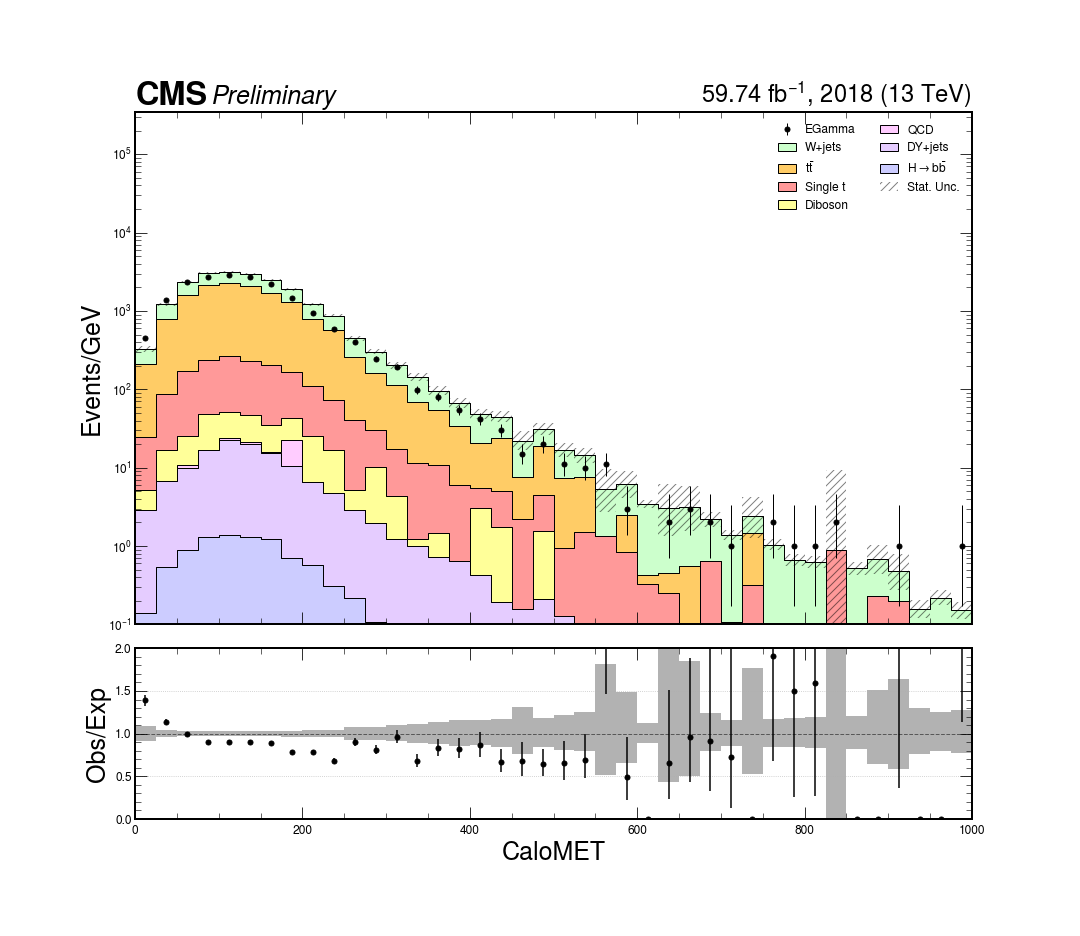 CMS Preliminary 59.74 fb⁻¹, 2018 (13 TeV)
EGamma
W+jets
tt̄
Single t
Diboson
QCD
DY+jets
H→bb̄
Stat. Unc.
Events/GeV
10⁵
10⁴
10³
10²
10¹
10⁰
10⁻¹
Obs/Exp
2.0
1.5
1.0
0.5
0.0
0 200 400 600 800 1000
CaloMET